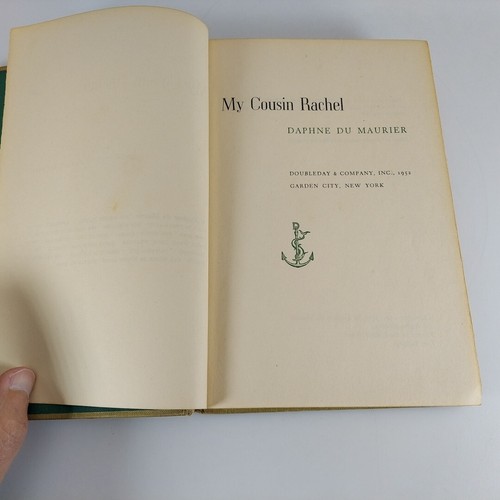 My Cousin Rachel
DAPHNE DU MAURIER
DOUBLEDAY & COMPANY, INC., 1952
GARDEN CITY, NEW YORK